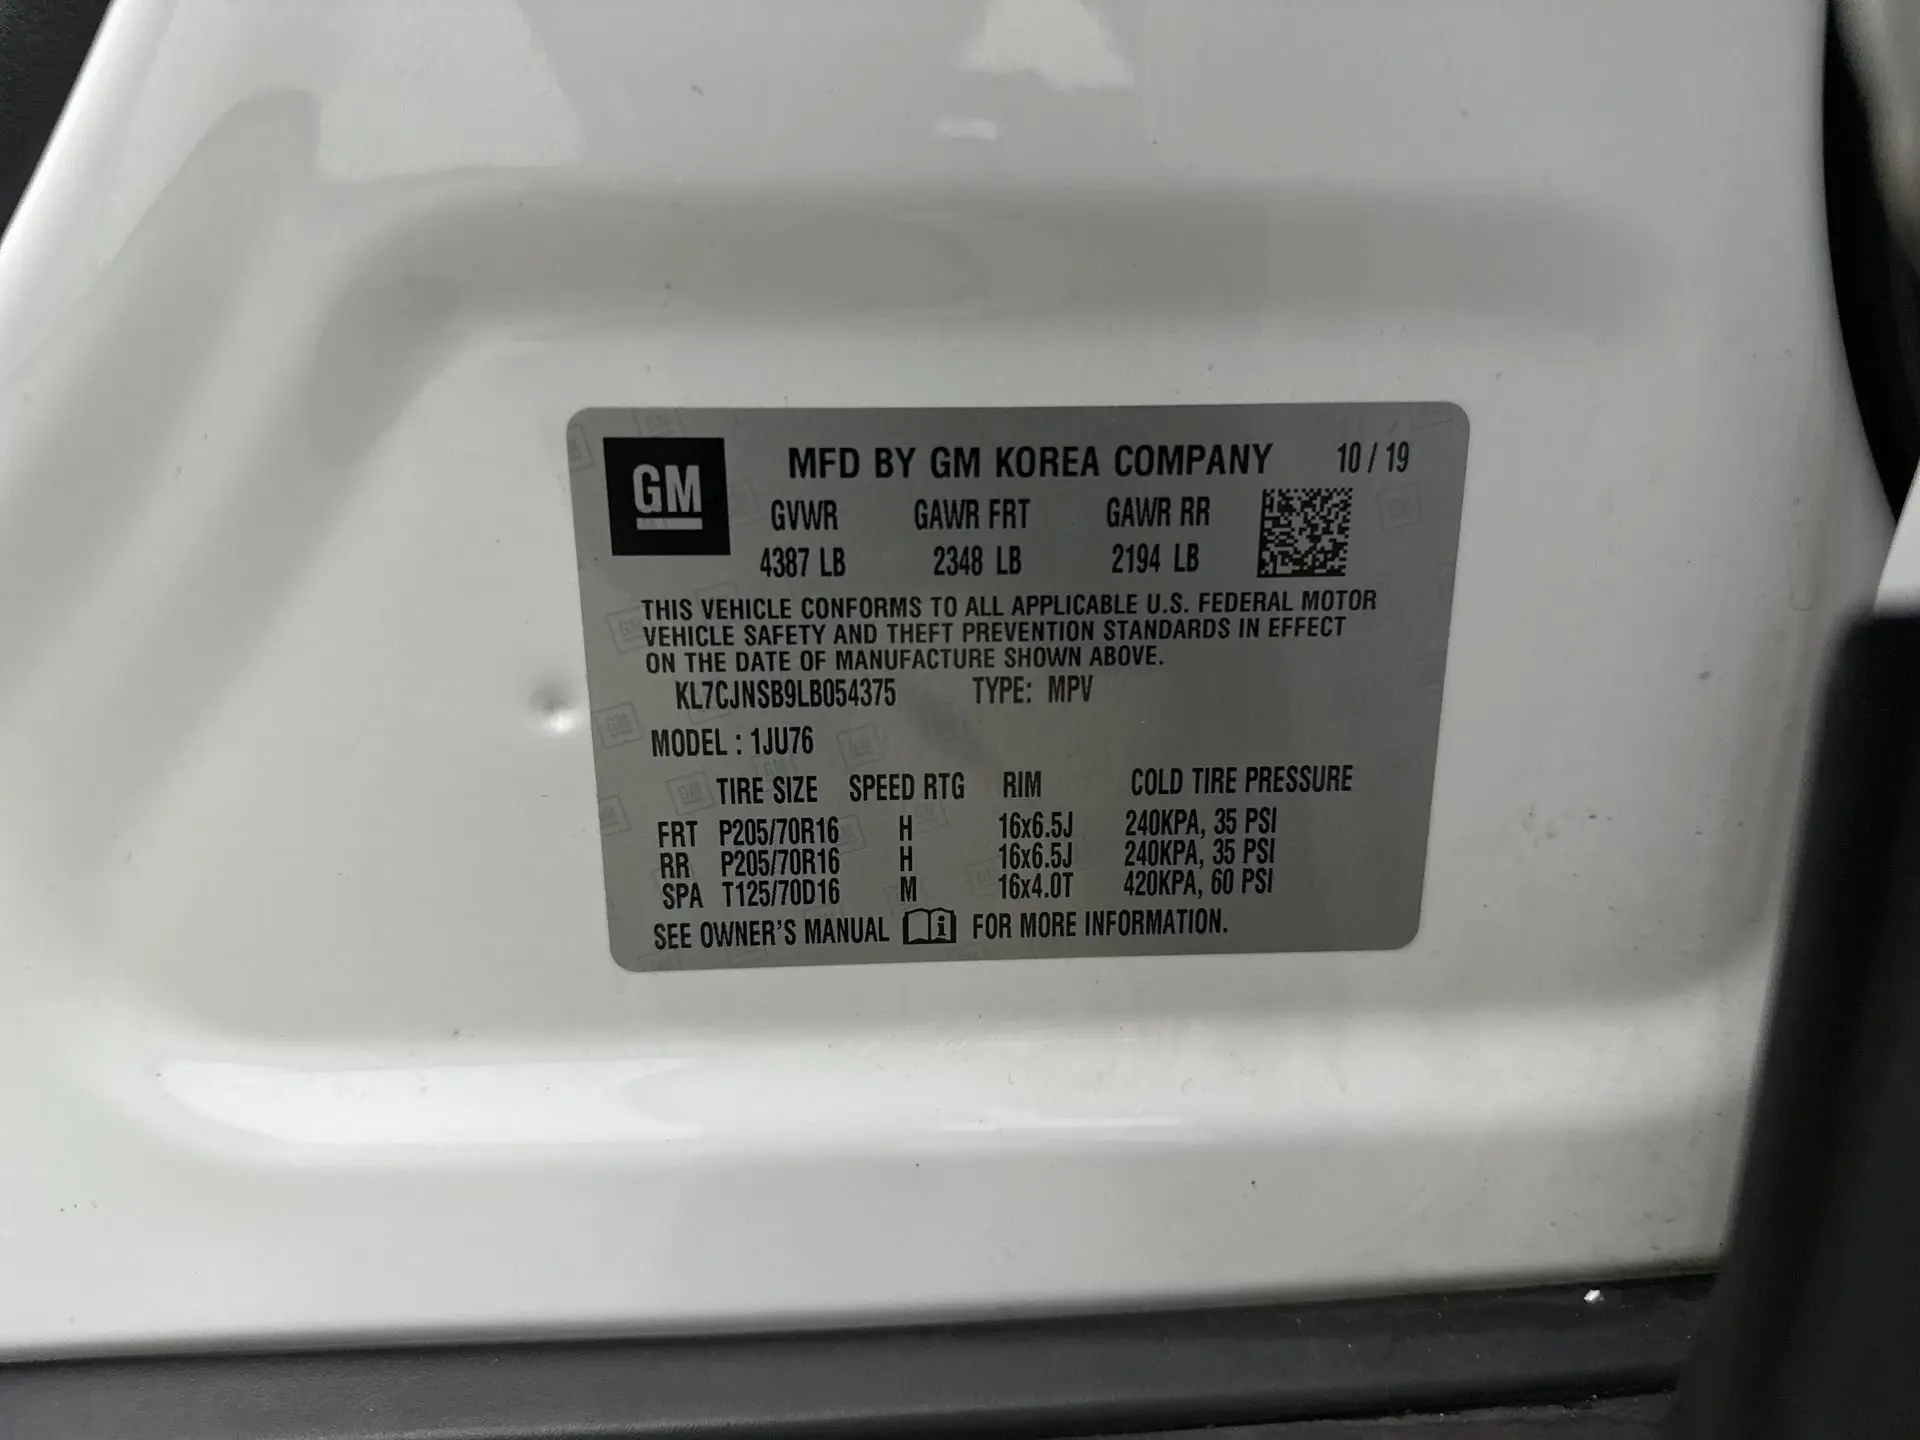 GM
MFD BY GM KOREA COMPANY 10 / 19
GVWR GAWR FRT GAWR RR
4387 LB 2348 LB 2194 LB
THIS VEHICLE CONFORMS TO ALL APPLICABLE U.S. FEDERAL MOTOR
VEHICLE SAFETY AND THEFT PREVENTION STANDARDS IN EFFECT
ON THE DATE OF MANUFACTURE SHOWN ABOVE.
KL7CJNSB9LB054375 TYPE: MPV
MODEL : 1JU76
TIRE SIZE SPEED RTG RIM COLD TIRE PRESSURE
FRT P205/70R16 H 16x6.5J 240KPA, 35 PSI
RR P205/70R16 H 16x6.5J 240KPA, 35 PSI
SPA T125/70D16 M 16x4.0T 420KPA, 60 PSI
SEE OWNER'S MANUAL i FOR MORE INFORMATION.